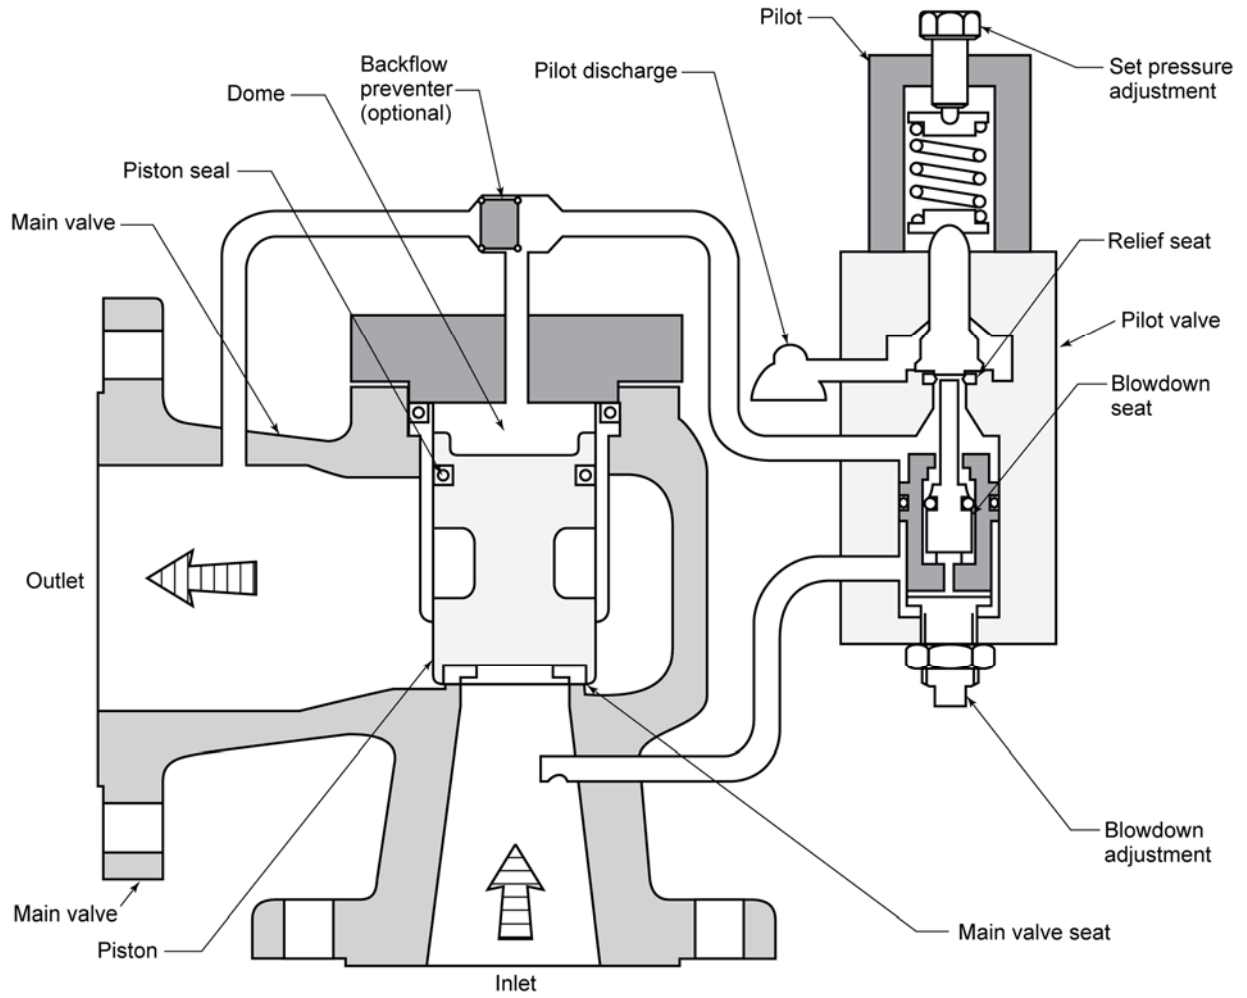 Pilot
Backflow
preventer
(optional)
Pilot discharge
Set pressure
adjustment
Dome
Piston seal
Main valve
Relief seat
Pilot valve
Blowdown
seat
Outlet
Blowdown
adjustment
Main valve
Piston
Main valve seat
Inlet